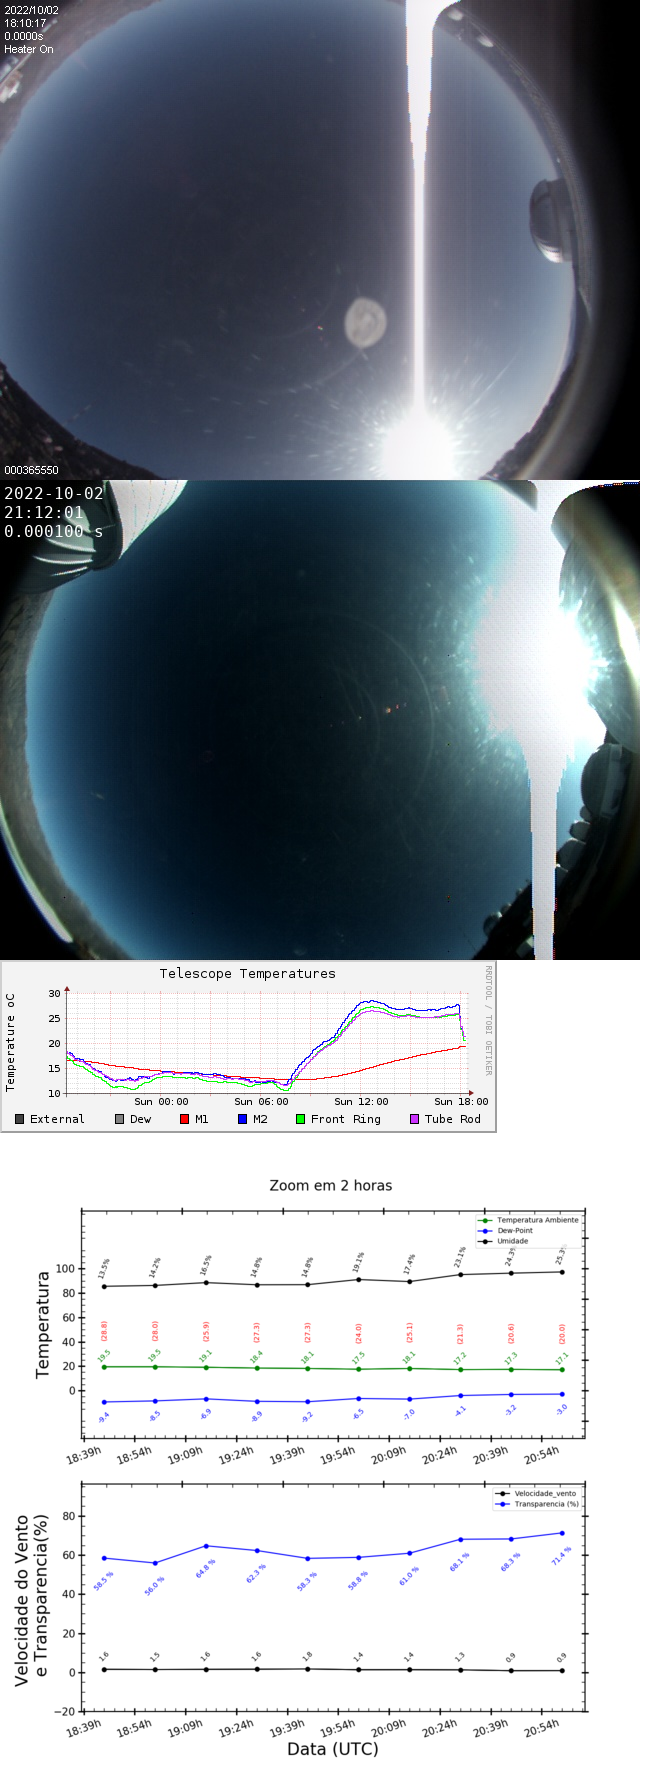 2022/10/02
18:10:17
0.0000s
Heater On
000365550
2022-10-02
21:12:01
0.000100 s
Telescope Temperatures
RRDTOOL / TOBI OETIKER
Temperature oC
30
25
20
15
10
Sun 00:00 Sun 06:00 Sun 12:00 Sun 18:00
External Dew M1 M2 Front Ring Tube Rod
Zoom em 2 horas
Temperatura Ambiente
Dew-Point
Umidade
Temperatura
100
80
60
40
20
0
13.5% 14.2% 16.5% 14.8% 14.8% 19.1% 17.4% 23.1% 24.3% 25.3%
(28.8) (28.0) (25.9) (27.3) (27.3) (24.0) (25.1) (21.3) (20.6) (20.0)
19.5 19.5 19.1 18.4 18.1 17.5 18.1 17.2 17.3 17.1
-9.4 -8.5 -6.9 -8.9 -9.2 -6.5 -7.0 -4.1 -3.2 -3.0
18:39h 18:54h 19:09h 19:24h 19:39h 19:54h 20:09h 20:24h 20:39h 20:54h
Velocidade_vento
Transparencia (%)
Velocidade do Vento
e Transparencia(%)
80
60
40
20
0
−20
58.5 % 56.0 % 64.8 % 62.3 % 58.3 % 58.8 % 61.0 % 68.1 % 68.3 % 71.4 %
1.6 1.5 1.6 1.6 1.8 1.4 1.4 1.3 0.9 0.9
18:39h 18:54h 19:09h 19:24h 19:39h 19:54h 20:09h 20:24h 20:39h 20:54h
Data (UTC)